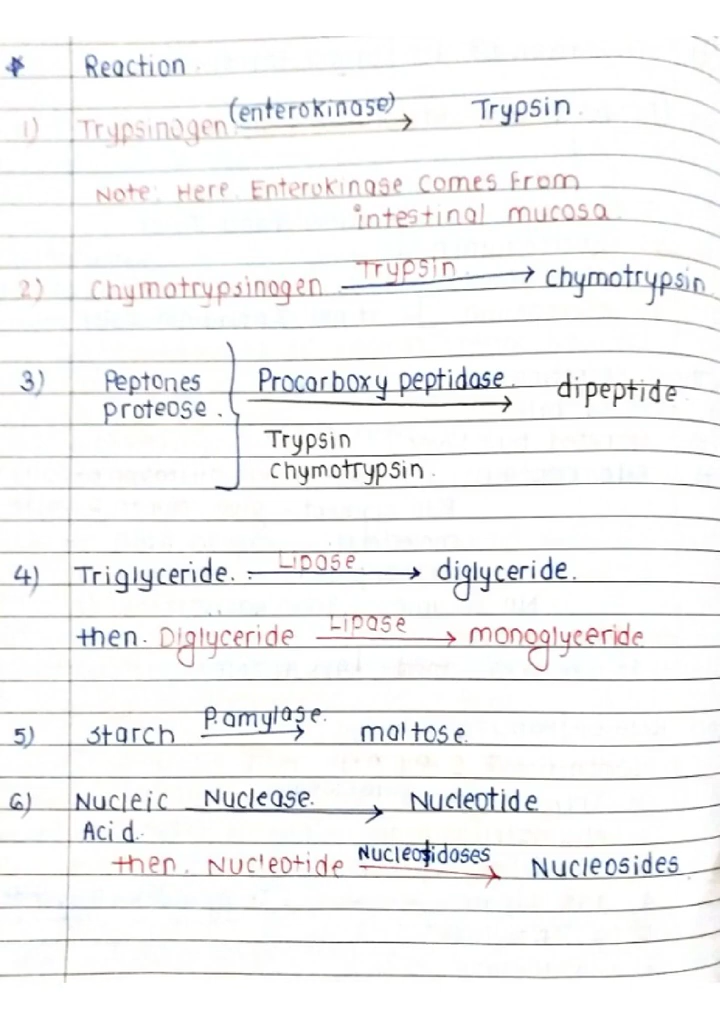 * Reaction.
1) Trypsinogen (enterokinase) → Trypsin.
Note: Here. Enterokinase comes From
intestinal mucosa
2) Chymotrypsinogen Trypsin → chymotrypsin
3) Peptones } Procarboxy peptidase. → dipeptide
proteose.
Trypsin
Chymotrypsin.
4) Triglyceride. Lipase → diglyceride.
then. Diglyceride Lipase → monoglyceride
5) starch P.amylase. → maltose
6) Nucleic Nuclease. → Nucleotide
Acid.
then. Nucleotide Nucleotidases → Nucleosides